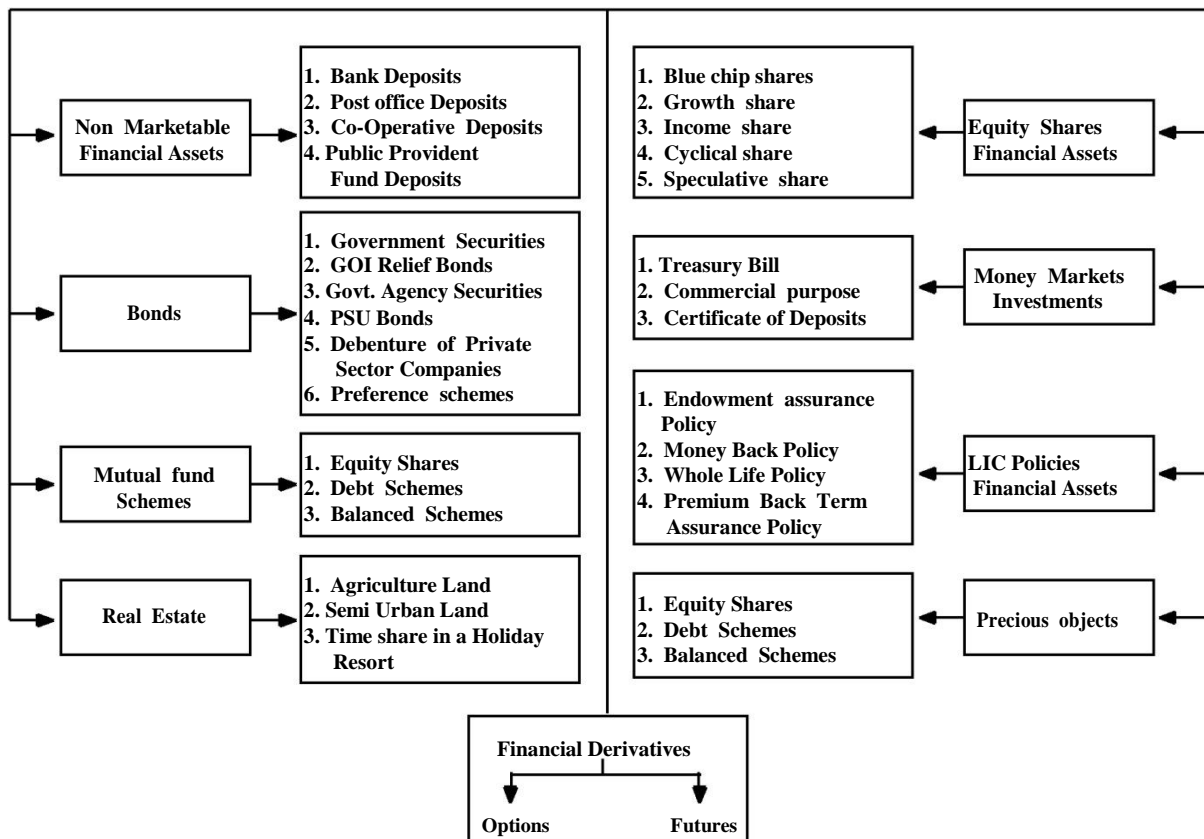 Non Marketable
Financial Assets
1. Bank Deposits
2. Post office Deposits
3. Co-Operative Deposits
4. Public Provident
Fund Deposits
Bonds
1. Government Securities
2. GOI Relief Bonds
3. Govt. Agency Securities
4. PSU Bonds
5. Debenture of Private
Sector Companies
6. Preference schemes
Mutual fund
Schemes
1. Equity Shares
2. Debt Schemes
3. Balanced Schemes
Real Estate
1. Agriculture Land
2. Semi Urban Land
3. Time share in a Holiday
Resort
1. Blue chip shares
2. Growth share
3. Income share
4. Cyclical share
5. Speculative share
Equity Shares
Financial Assets
1. Treasury Bill
2. Commercial purpose
3. Certificate of Deposits
Money Markets
Investments
1. Endowment assurance
Policy
2. Money Back Policy
3. Whole Life Policy
4. Premium Back Term
Assurance Policy
LIC Policies
Financial Assets
1. Equity Shares
2. Debt Schemes
3. Balanced Schemes
Precious objects
Financial Derivatives
Options Futures